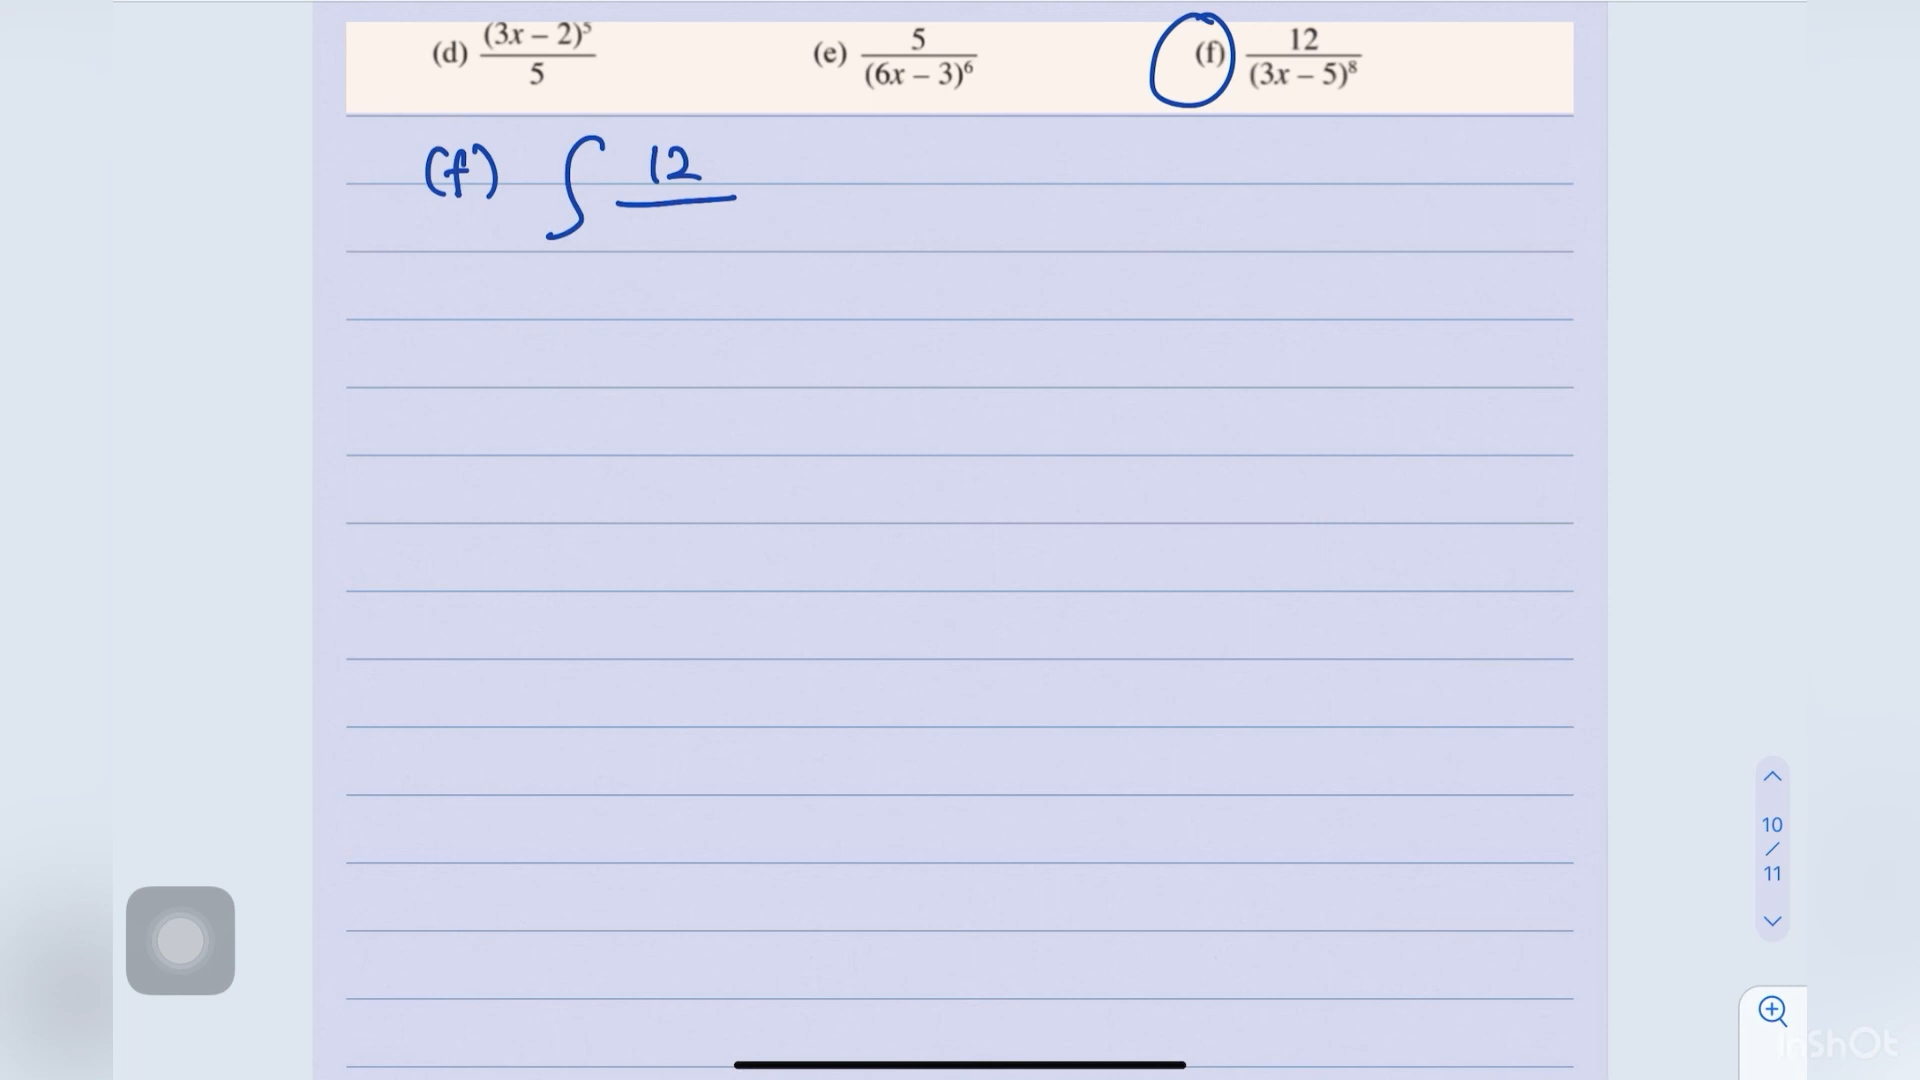 (d) (3x – 2)⁵ / 5 (e) 5 / (6x – 3)⁶ (f) 12 / (3x – 5)⁸
(f) ∫ 12
10
/
11
InShOt